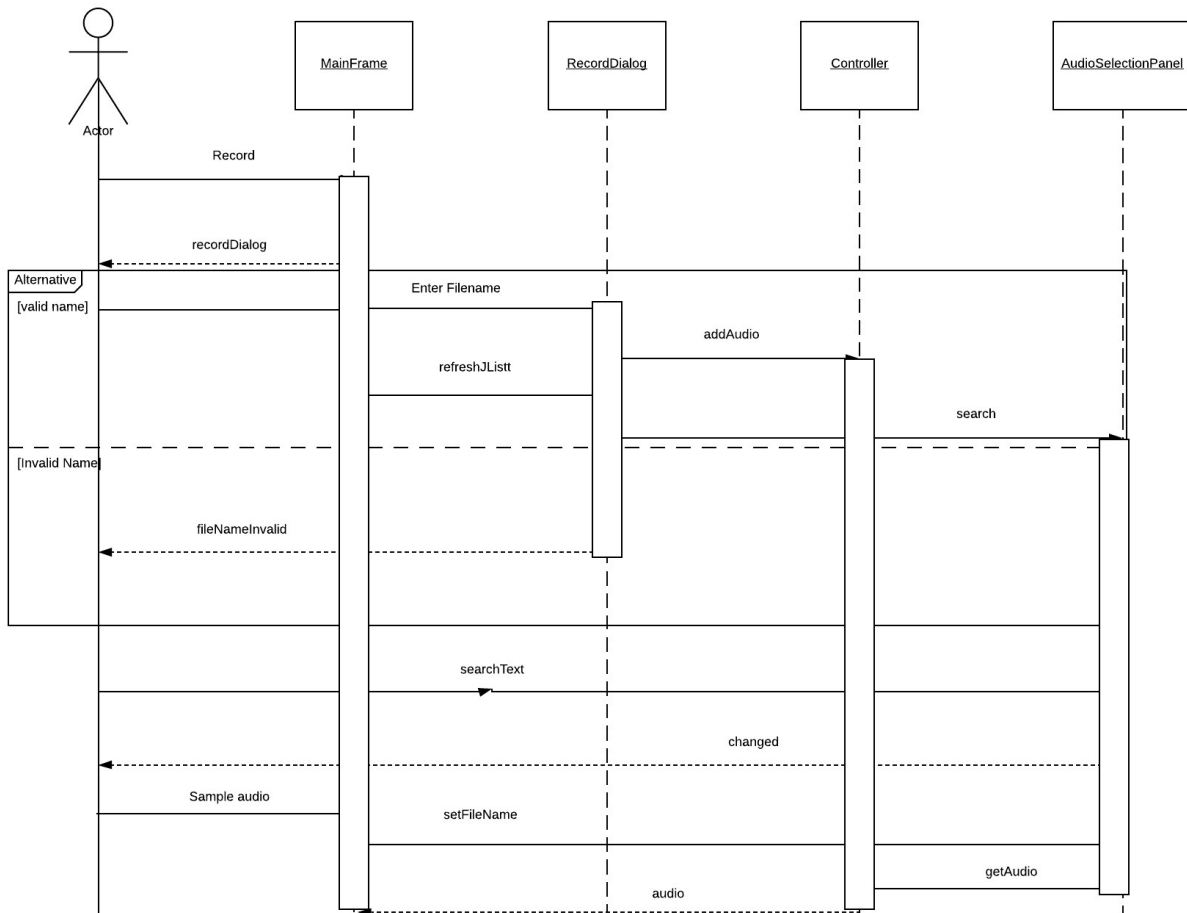 MainFrame
RecordDialog
Controller
AudioSelectionPanel
Actor
Record
recordDialog
Alternative
Enter Filename
[valid name]
addAudio
refreshJListt
search
[Invalid Name]
fileNameInvalid
searchText
changed
Sample audio
setFileName
getAudio
audio